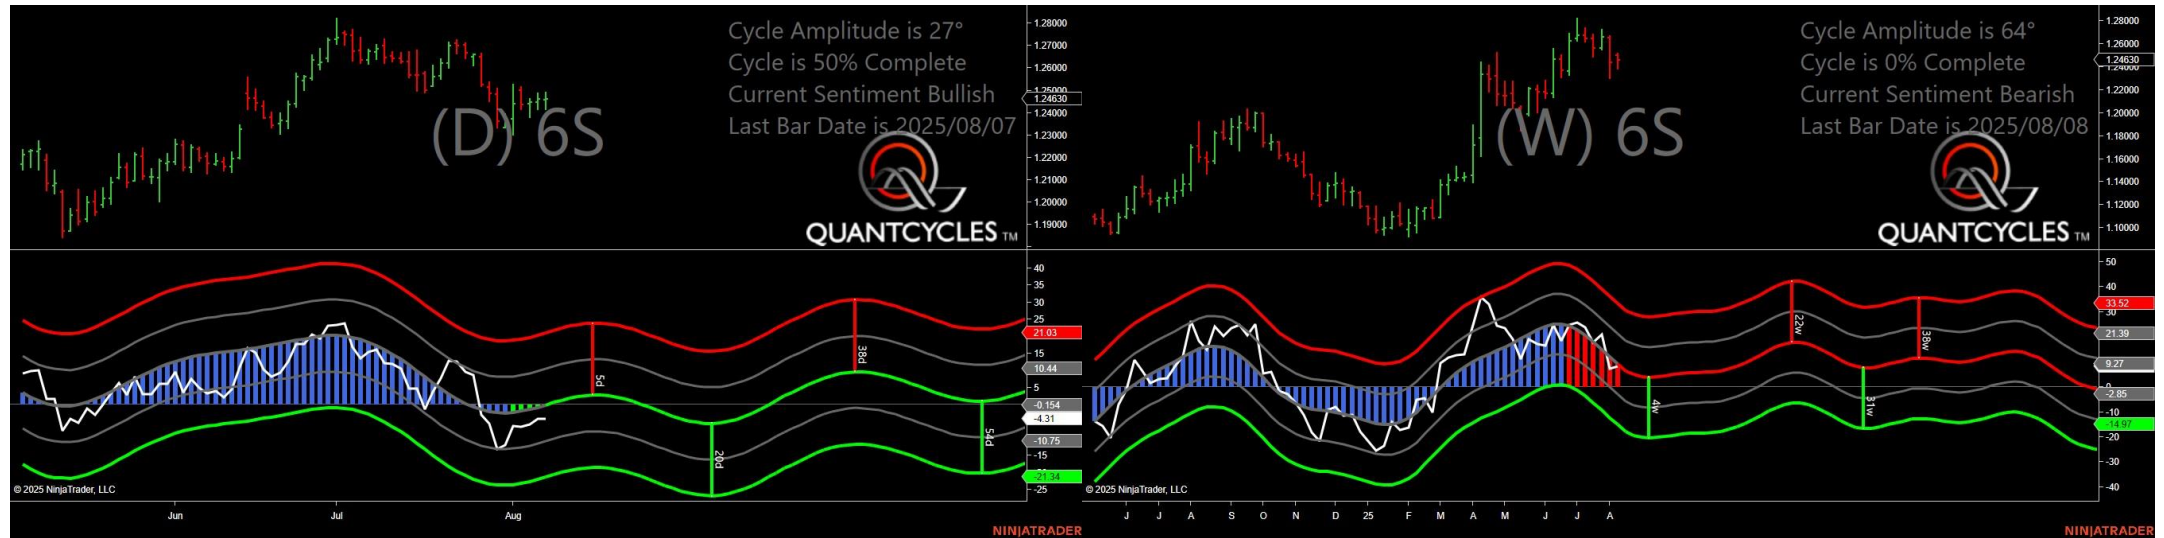 Cycle Amplitude is 27°
Cycle is 50% Complete
Current Sentiment Bullish
Last Bar Date is 2025/08/07
(D) 6S
QUANTCYCLES TM
1.28000
1.27000
1.26000
1.25000
1.24630
1.24000
1.23000
1.22000
1.21000
1.20000
1.19000
40
35
30
25
21.03
15
10.44
5
-0.154
-4.31
-10.75
-15
-21.34
-25
5d
20d
38d
54d
© 2025 NinjaTrader, LLC
Jun Jul Aug
NINJATRADER
Cycle Amplitude is 64°
Cycle is 0% Complete
Current Sentiment Bearish
Last Bar Date is 2025/08/08
(W) 6S
QUANTCYCLES TM
1.28000
1.26000
1.24630
1.24000
1.22000
1.20000
1.18000
1.16000
1.14000
1.12000
1.10000
50
40
33.52
30
21.39
9.27
0
-2.85
-10
-14.97
-20
-30
-40
4w
22w
31w
38w
© 2025 NinjaTrader, LLC
J J A S O N D 25 F M A M J J A
NINJATRADER